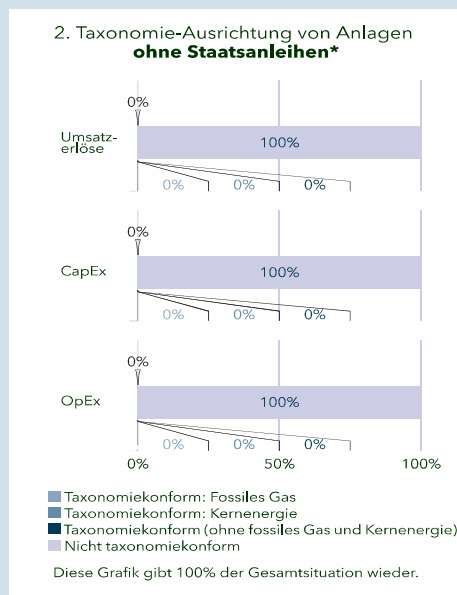 2. Taxonomie-Ausrichtung von Anlagen
ohne Staatsanleihen*
0%
Umsatz-
erlöse
100%
0% 0% 0%
0%
CapEx
100%
0% 0% 0%
0%
OpEx
100%
0% 0% 0%
0% 50% 100%
Taxonomiekonform: Fossiles Gas
Taxonomiekonform: Kernenergie
Taxonomiekonform (ohne fossiles Gas und Kernenergie)
Nicht taxonomiekonform
Diese Grafik gibt 100% der Gesamtsituation wieder.